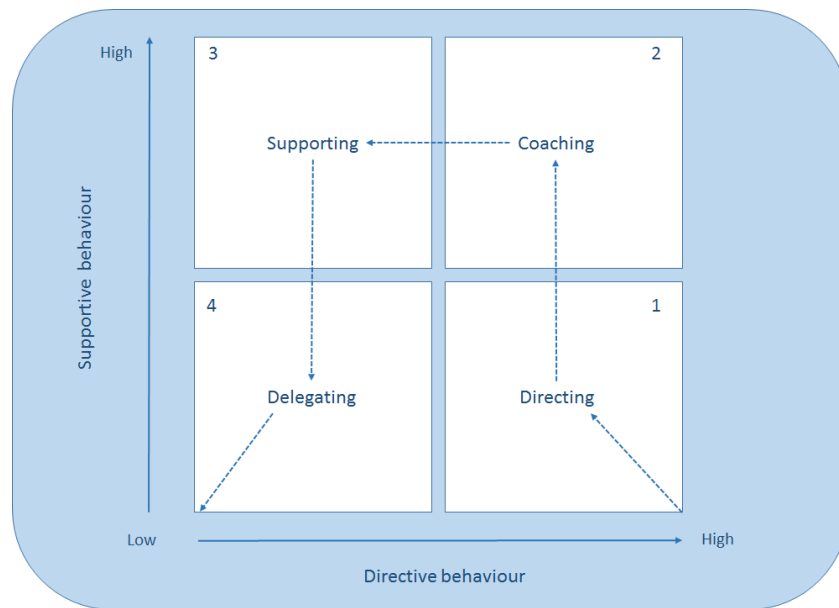 High
3
2
Supporting
Coaching
Supportive behaviour
4
1
Delegating
Directing
Low
High
Directive behaviour